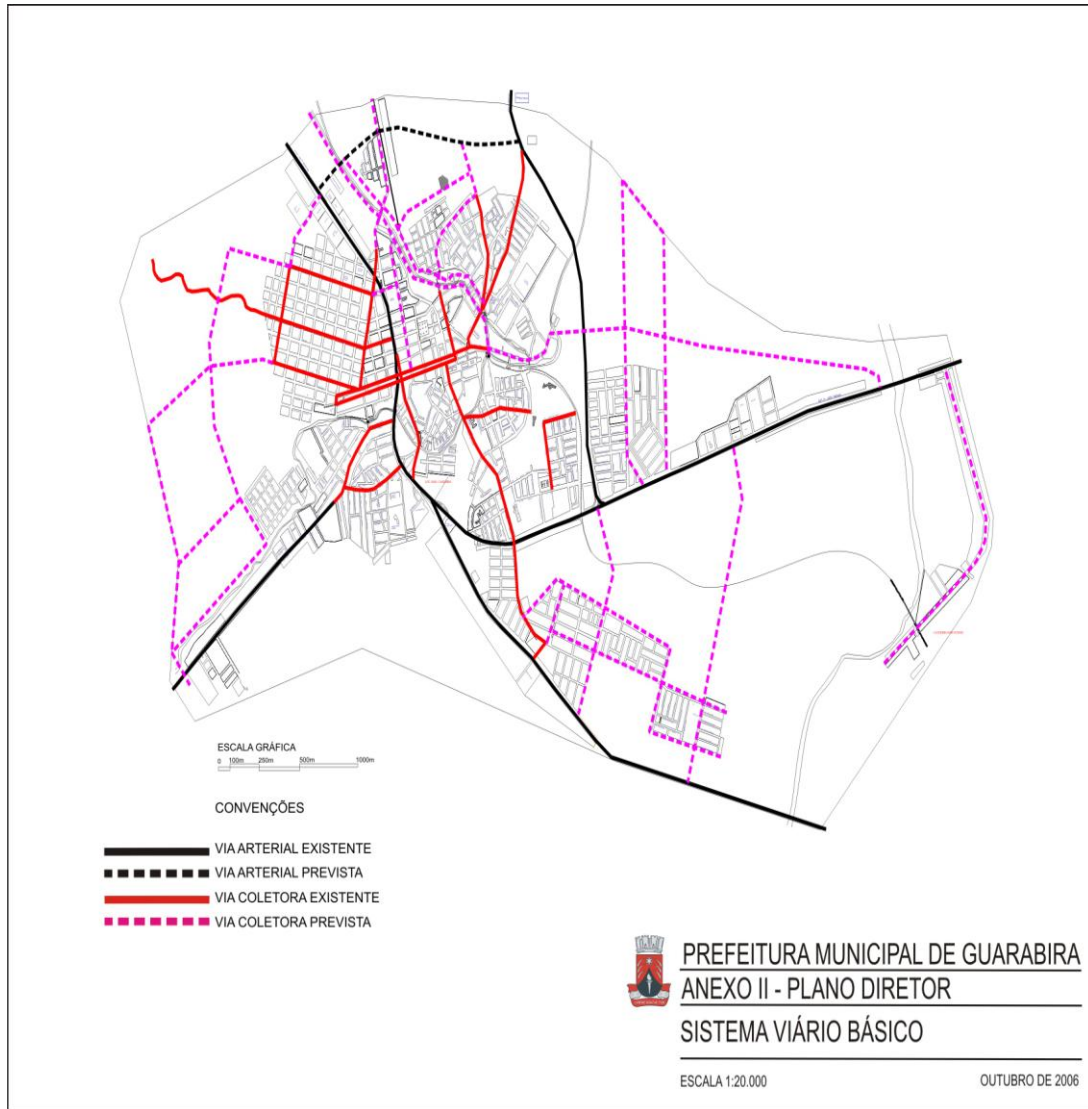 ESCALA GRÁFICA
0 100m 250m 500m 1000m
CONVENÇÕES
VIA ARTERIAL EXISTENTE
VIA ARTERIAL PREVISTA
VIA COLETORA EXISTENTE
VIA COLETORA PREVISTA
PREFEITURA MUNICIPAL DE GUARABIRA
ANEXO II - PLANO DIRETOR
SISTEMA VIÁRIO BÁSICO
ESCALA 1:20.000 OUTUBRO DE 2006